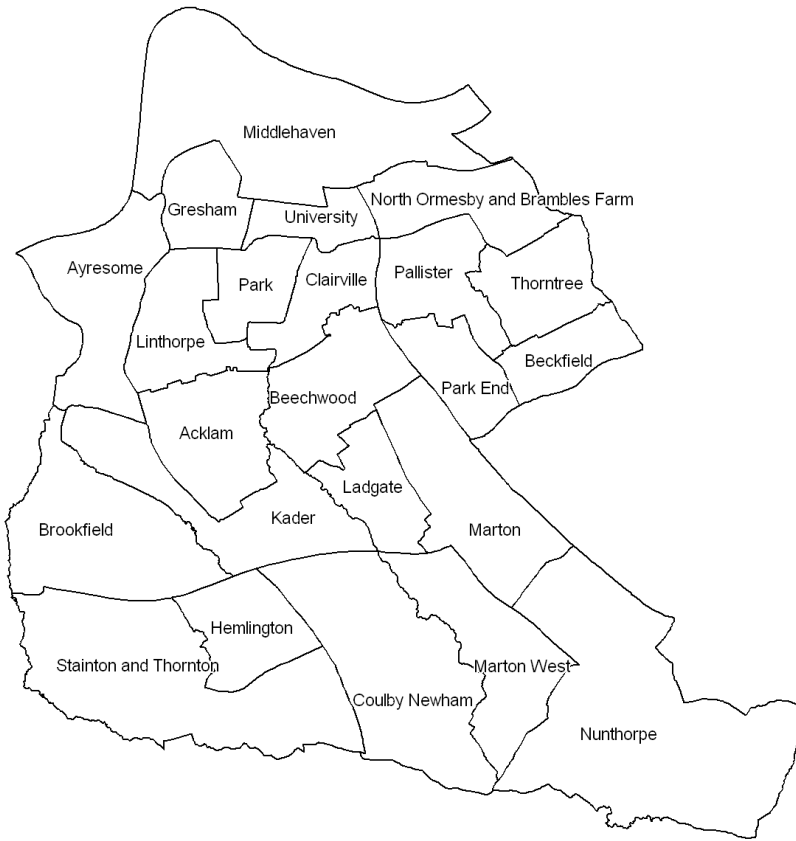 Middlehaven
North Ormesby and Brambles Farm
Gresham
University
Ayresome
Pallister
Clairville
Park
Thorntree
Linthorpe
Beckfield
Park End
Beechwood
Acklam
Ladgate
Kader
Brookfield
Marton
Hemlington
Stainton and Thornton
Marton West
Coulby Newham
Nunthorpe